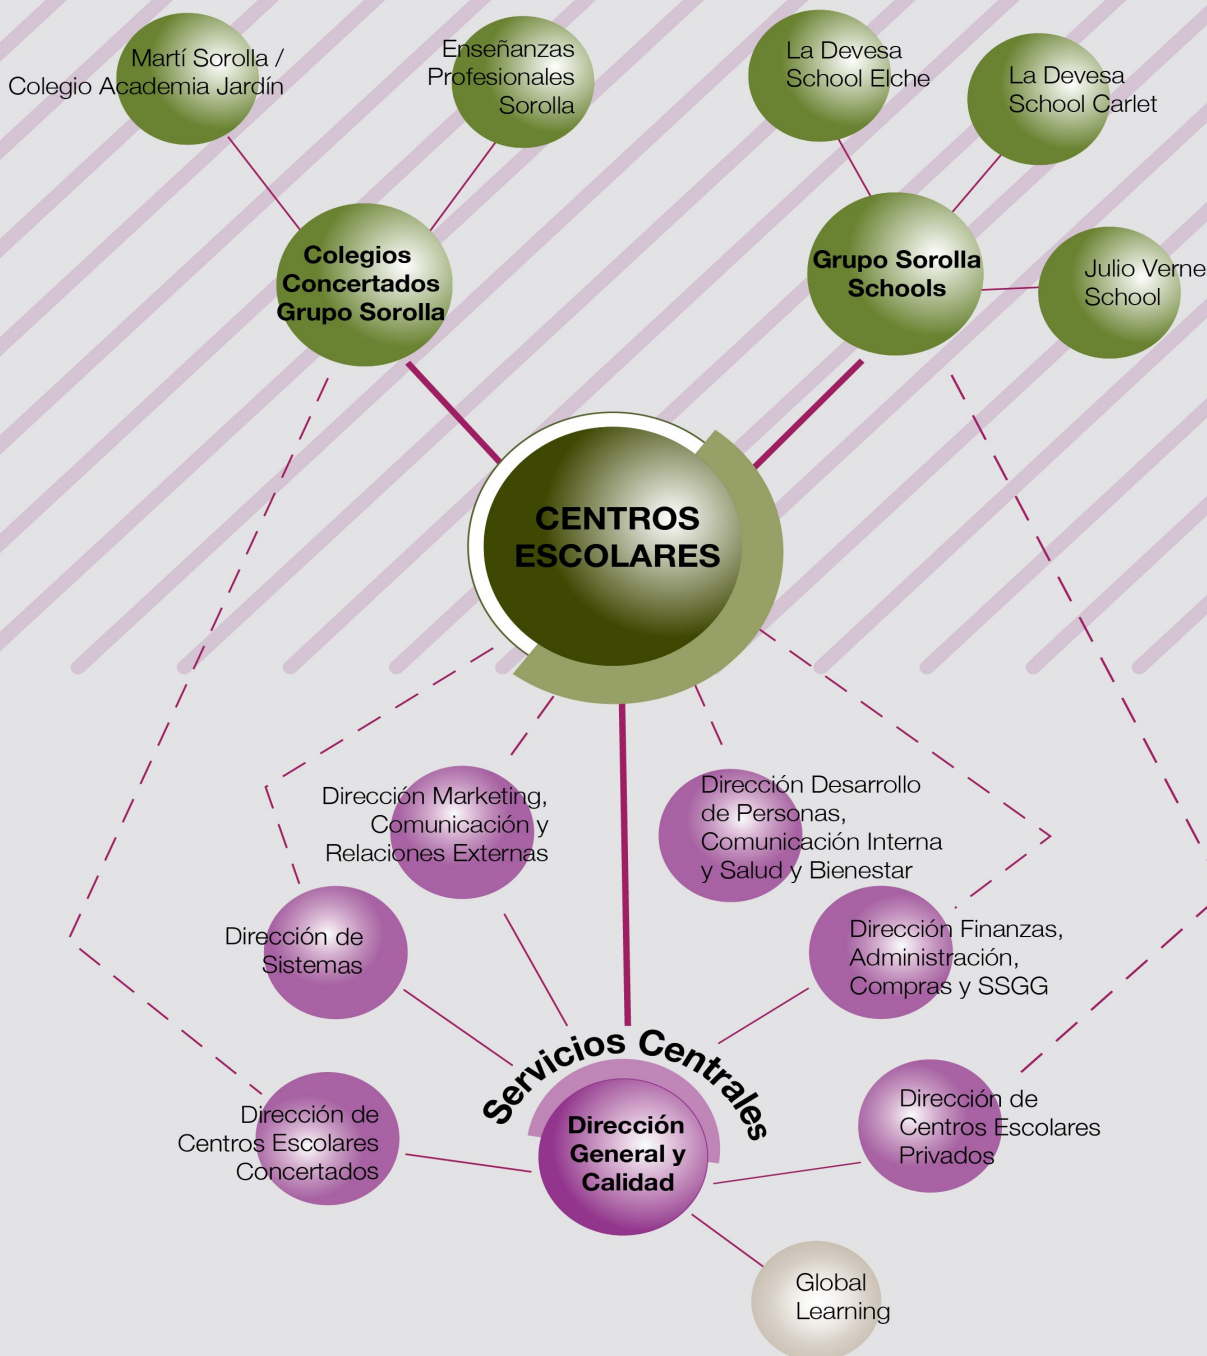 Martí Sorolla /
Colegio Academia Jardín
Enseñanzas
Profesionales
Sorolla
La Devesa
School Elche
La Devesa
School Carlet
Colegios
Concertados
Grupo Sorolla
Grupo Sorolla
Schools
Julio Verne
School
CENTROS
ESCOLARES
Dirección Marketing,
Comunicación y
Relaciones Externas
Dirección Desarrollo
de Personas,
Comunicación Interna
y Salud y Bienestar
Dirección de
Sistemas
Dirección Finanzas,
Administración,
Compras y SSGG
Servicios Centrales
Dirección de
Centros Escolares
Concertados
Dirección
General y
Calidad
Dirección de
Centros Escolares
Privados
Global
Learning